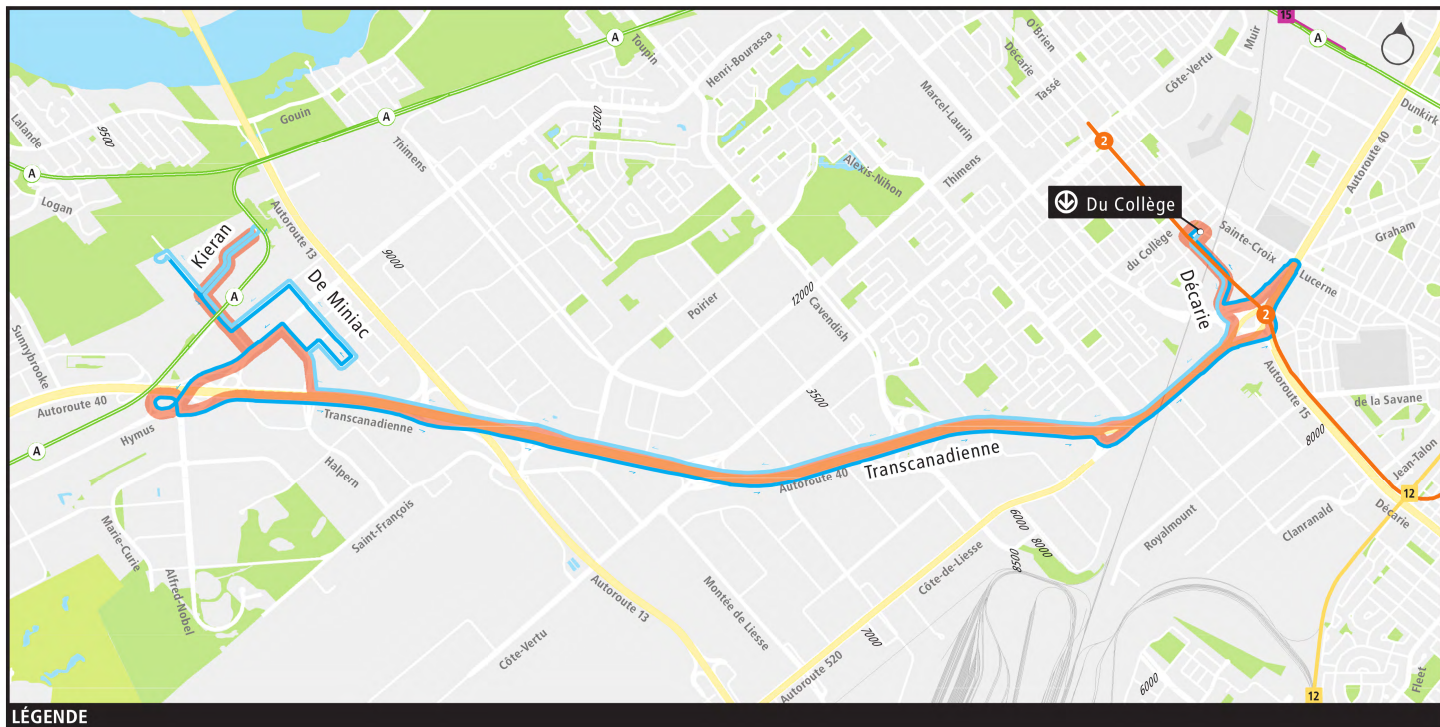 15
A
A
A
A
A
A
Toupin
Henri-Bourassa
O'Brien
Décarie
Tassé
Côte-Vertu
Muir
Dunkirk
Autoroute 40
Lalande
9500
Gouin
Thimens
6500
Marcel-Laurin
Alexis-Nihon
Thimens
2
Logan
Autoroute 13
Kieran
De Miniac
9000
Du Collège
du Collège
Sainte-Croix
Graham
Lucerne
Décarie
2
Poirier
12000
Cavendish
Sunnybrooke
Autoroute 40
Hymus
Transcanadienne
3500
Autoroute 15
de la Savane
8000
Jean-Talon
12
Décarie
Halpern
Saint-François
Autoroute 40
Transcanadienne
Marie-Curie
Alfred-Nobel
Autoroute 13
Côte-Vertu
Montée de Liesse
Côte-de-Liesse
6000
8000
8500
Royalmount
Clanranald
7000
Autoroute 520
6000
12
Fleet
LÉGENDE